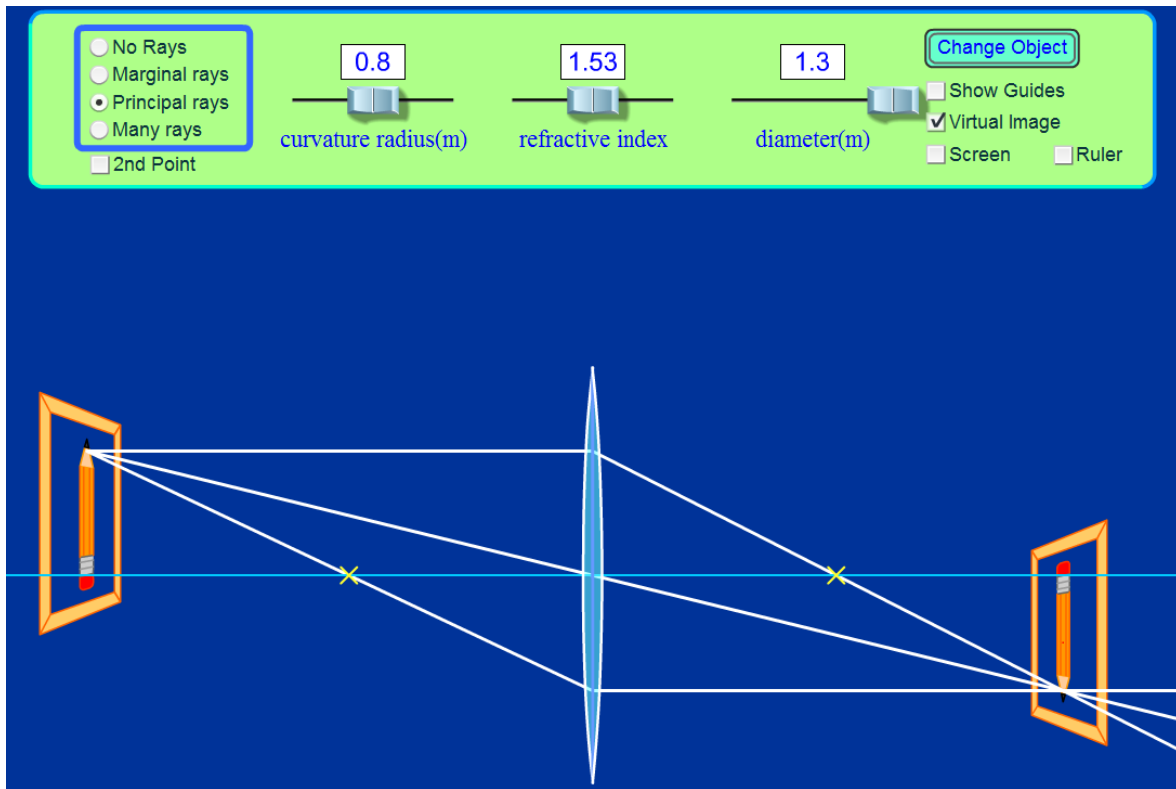 No Rays
Marginal rays
Principal rays
Many rays
2nd Point
0.8
curvature radius(m)
1.53
refractive index
1.3
diameter(m)
Change Object
Show Guides
Virtual Image
Screen Ruler